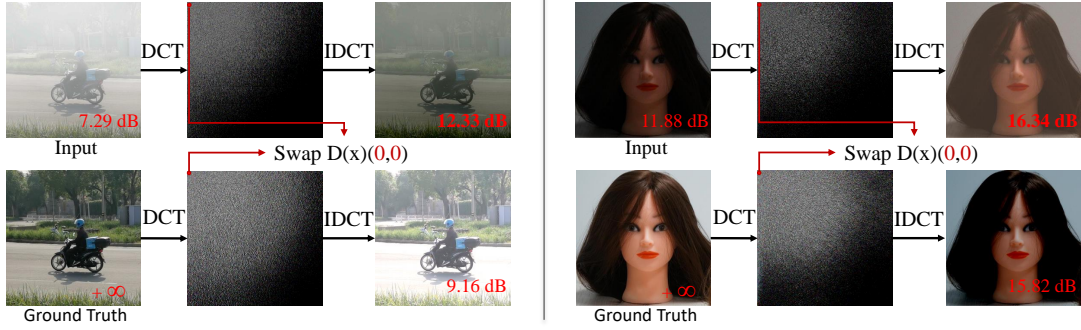 DCT
IDCT
7.29 dB
12.33 dB
Input
Swap D(x)(0,0)
DCT
IDCT
+ ∞
9.16 dB
Ground Truth
DCT
IDCT
11.88 dB
16.34 dB
Input
Swap D(x)(0,0)
DCT
IDCT
+ ∞
15.82 dB
Ground Truth